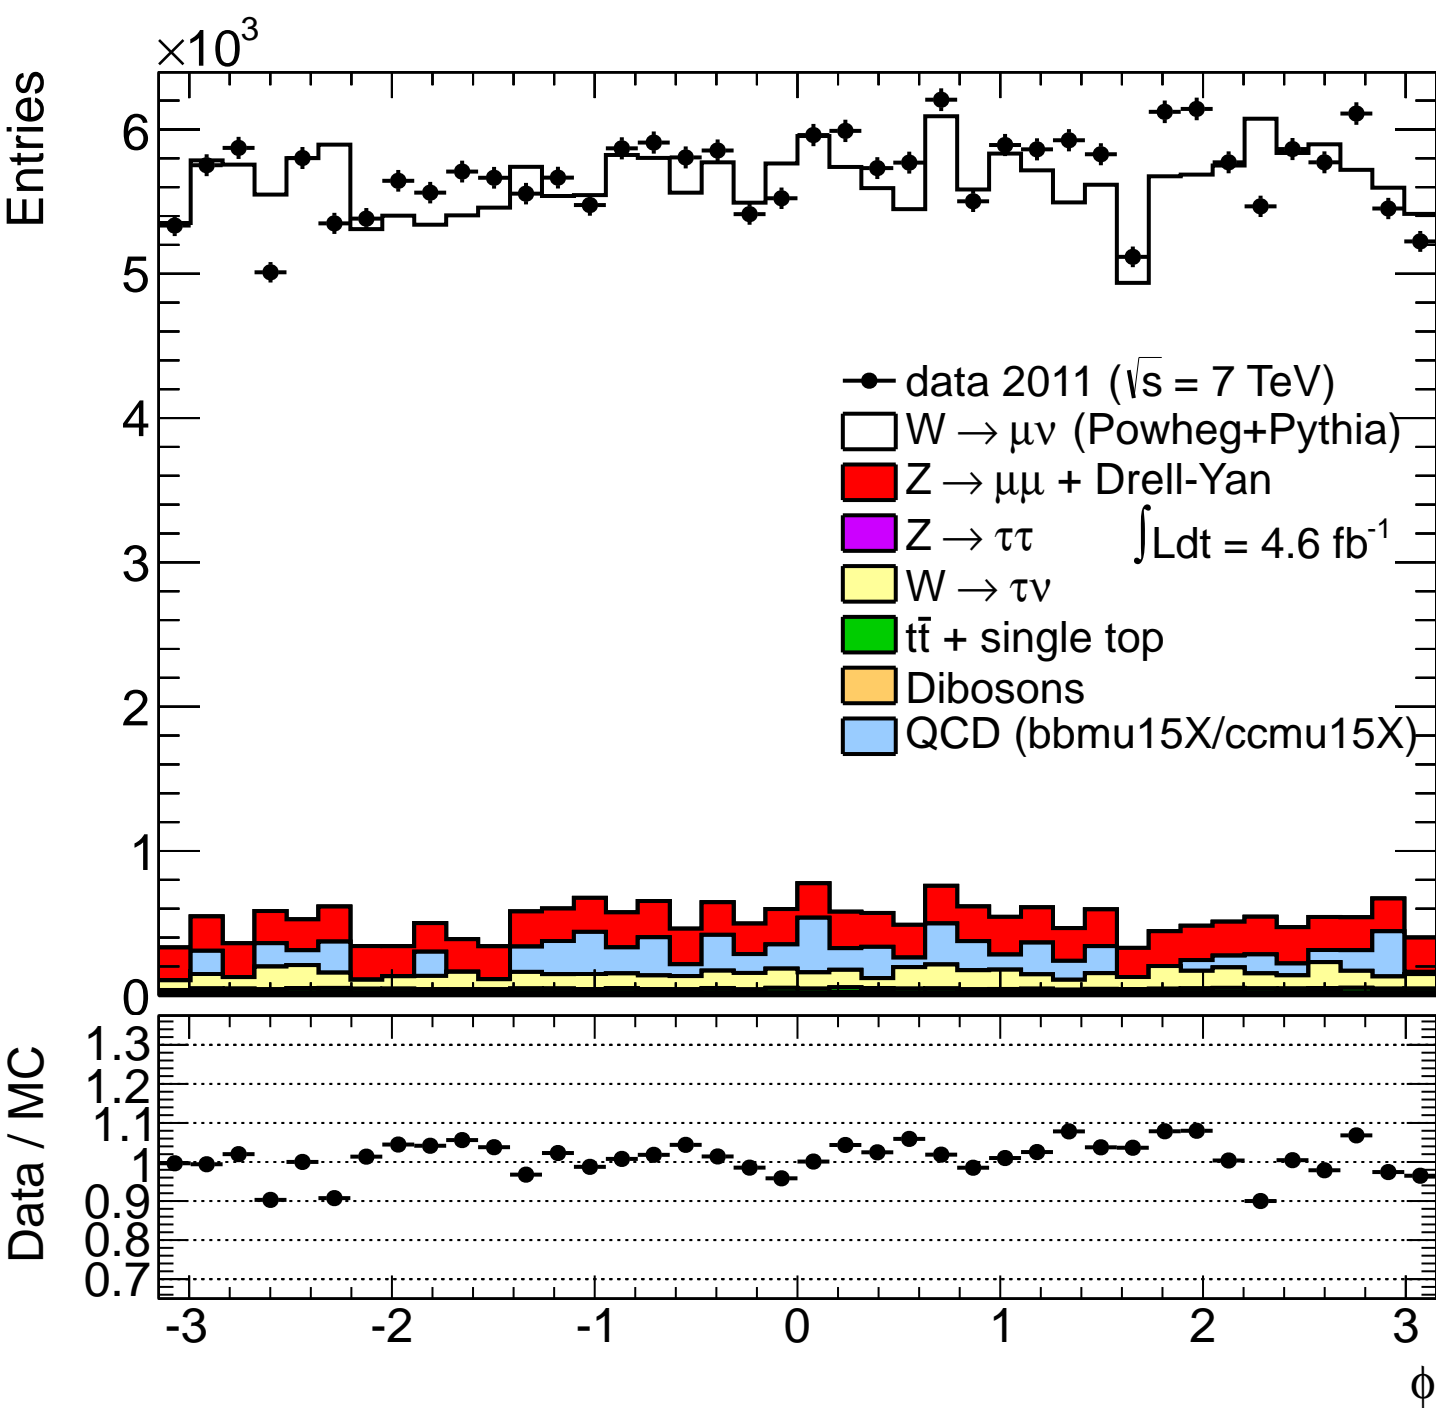 ×10³
Entries
6
5
4
3
2
1
0
data 2011 (√s = 7 TeV)
W → μν (Powheg+Pythia)
Z → μμ + Drell-Yan
Z → ττ
∫Ldt = 4.6 fb⁻¹
W → τν
tt̄ + single top
Dibosons
QCD (bbmu15X/ccmu15X)
Data / MC
1.3
1.2
1.1
1
0.9
0.8
0.7
-3 -2 -1 0 1 2 3
ϕ